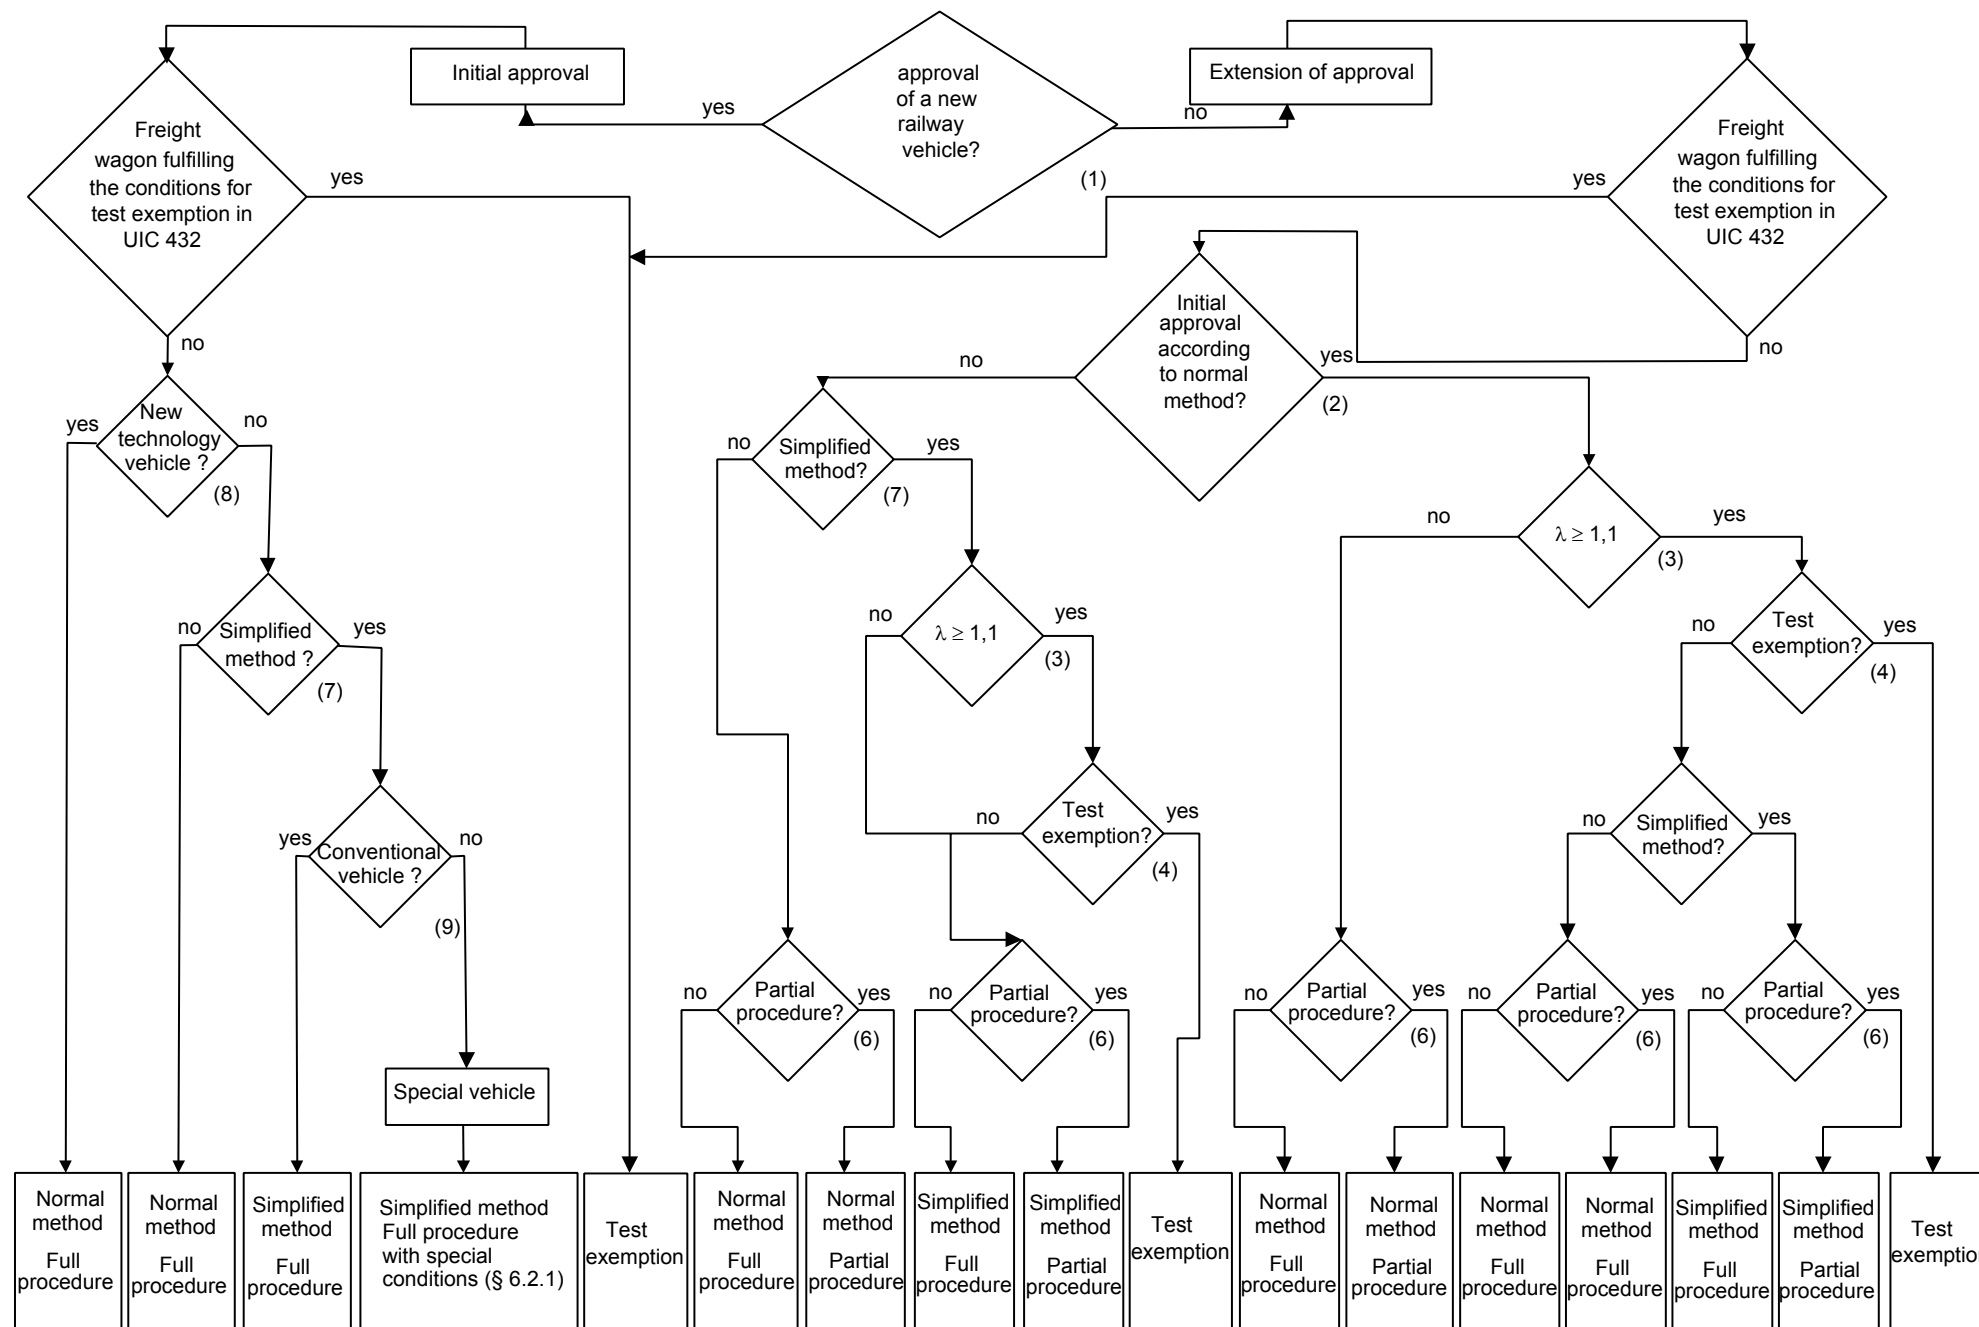 approval
of a new
railway
vehicle?
(1)
yes
no
Initial approval
Extension of approval
Freight
wagon fulfilling
the conditions for
test exemption in
UIC 432
yes
no
Freight
wagon fulfilling
the conditions for
test exemption in
UIC 432
yes
no
Initial
approval
according
to normal
method?
(2)
no
yes
New
technology
vehicle ?
(8)
yes
no
Simplified
method ?
(7)
no
yes
Conventional
vehicle ?
(9)
yes
no
Special vehicle
Simplified
method?
(7)
no
yes
λ ≥ 1,1
(3)
no
yes
Test
exemption?
(4)
no
yes
Partial
procedure?
(6)
no
yes
Partial
procedure?
(6)
no
yes
λ ≥ 1,1
(3)
no
yes
Test
exemption?
(4)
no
yes
Simplified
method?
no
yes
Partial
procedure?
(6)
no
yes
Partial
procedure?
(6)
no
yes
Partial
procedure?
(6)
no
yes
Normal
method
Full
procedure
Normal
method
Full
procedure
Simplified
method
Full
procedure
Simplified method
Full procedure
with special
conditions (§ 6.2.1)
Test
exemption
Normal
method
Full
procedure
Normal
method
Partial
procedure
Simplified
method
Full
procedure
Simplified
method
Partial
procedure
Test
exemption
Normal
method
Full
procedure
Normal
method
Partial
procedure
Normal
method
Full
procedure
Normal
method
Full
procedure
Simplified
method
Full
procedure
Simplified
method
Partial
procedure
Test
exemption